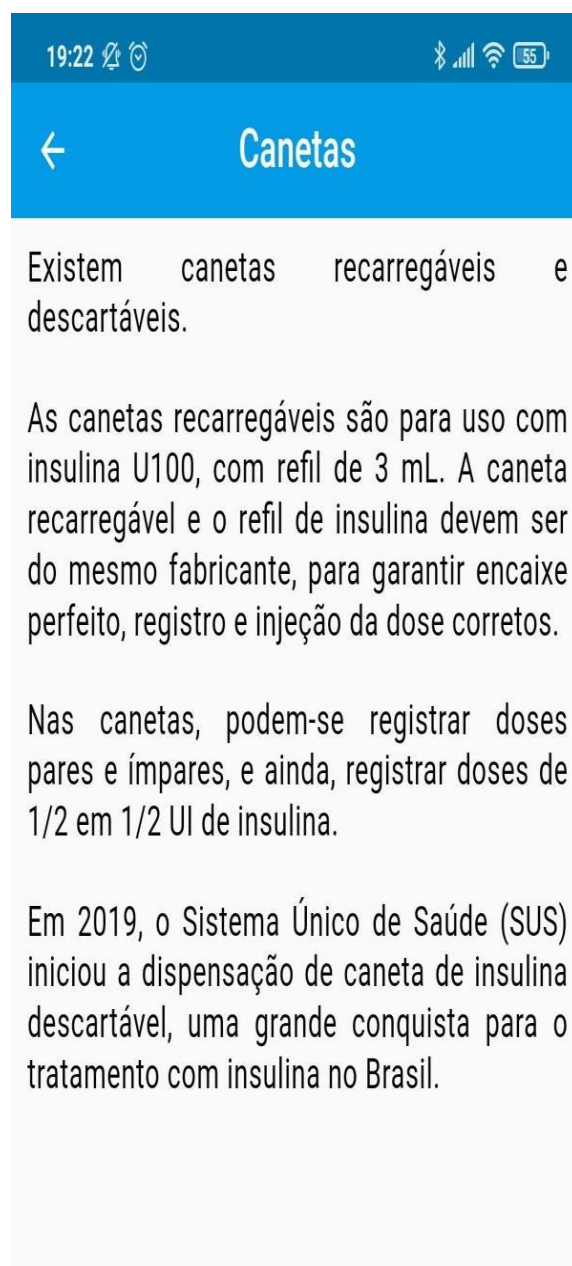 19:22
55
Canetas
Existem canetas recarregáveis e
descartáveis.
As canetas recarregáveis são para uso com
insulina U100, com refil de 3 mL. A caneta
recarregável e o refil de insulina devem ser
do mesmo fabricante, para garantir encaixe
perfeito, registro e injeção da dose corretos.
Nas canetas, podem-se registrar doses
pares e ímpares, e ainda, registrar doses de
1/2 em 1/2 UI de insulina.
Em 2019, o Sistema Único de Saúde (SUS)
iniciou a dispensação de caneta de insulina
descartável, uma grande conquista para o
tratamento com insulina no Brasil.